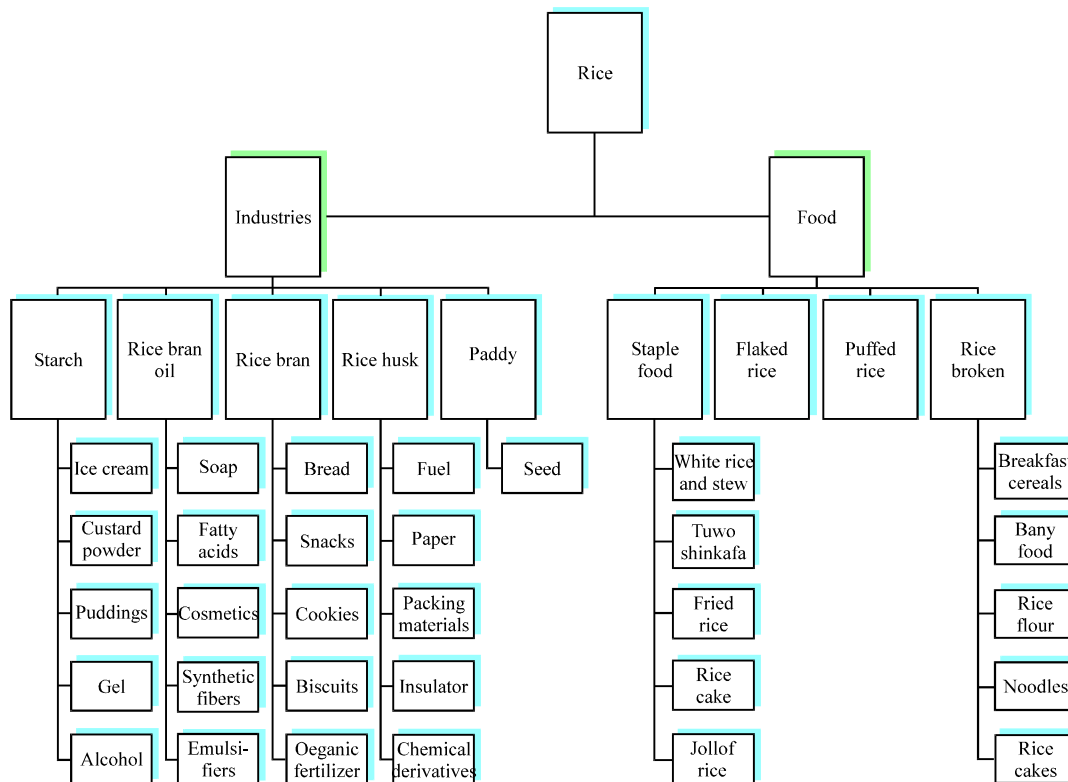 Rice
Industries
Food
Starch
Rice bran
oil
Rice bran
Rice husk
Paddy
Staple
food
Flaked
rice
Puffed
rice
Rice
broken
Ice cream
Soap
Bread
Fuel
Seed
White rice
and stew
Breakfast
cereals
Custard
powder
Fatty
acids
Snacks
Paper
Tuwo
shinkafa
Bany
food
Puddings
Cosmetics
Cookies
Packing
materials
Fried
rice
Rice
flour
Gel
Synthetic
fibers
Biscuits
Insulator
Rice
cake
Noodles
Alcohol
Emulsi-
fiers
Oeganic
fertilizer
Chemical
derivatives
Jollof
rice
Rice
cakes